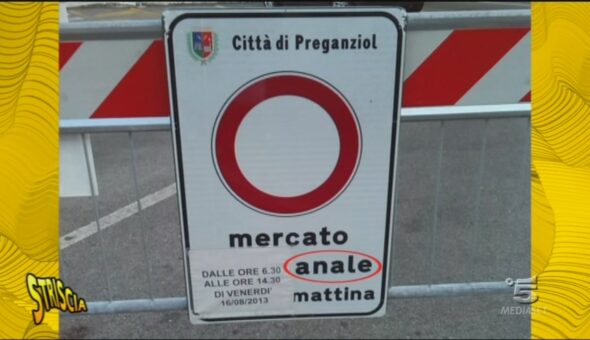 Città di Preganziol
mercato
DALLE ORE 6.30
ALLE ORE 14.30
DI VENERDI'
16/08/2013
anale
mattina
STRISCIA
5
MEDIASET